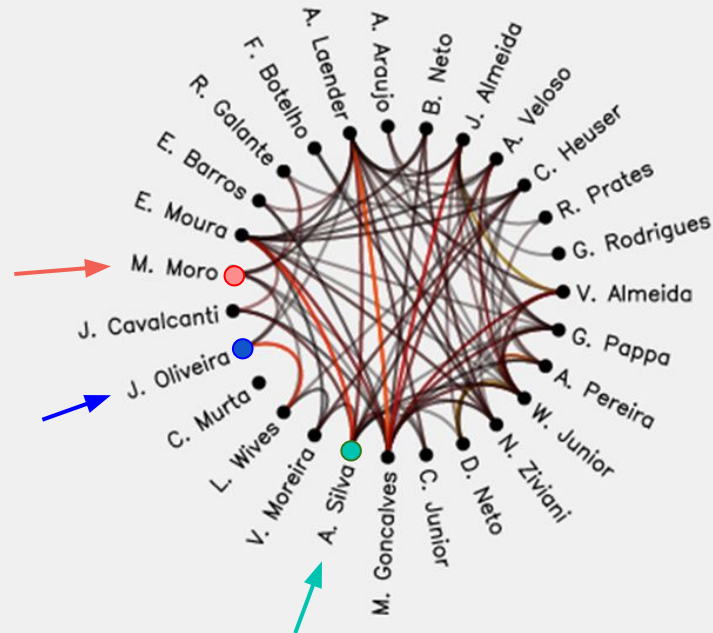 A. Laender
A. Araujo
B. Neto
J. Almeida
A. Veloso
C. Heuser
R. Prates
G. Rodrigues
V. Almeida
G. Pappa
A. Pereira
W. Junior
N. Ziviani
D. Neto
C. Junior
M. Goncalves
A. Silva
V. Moreira
L. Wives
C. Murta
J. Oliveira
J. Cavalcanti
M. Moro
E. Moura
E. Barros
R. Galante
F. Botelho